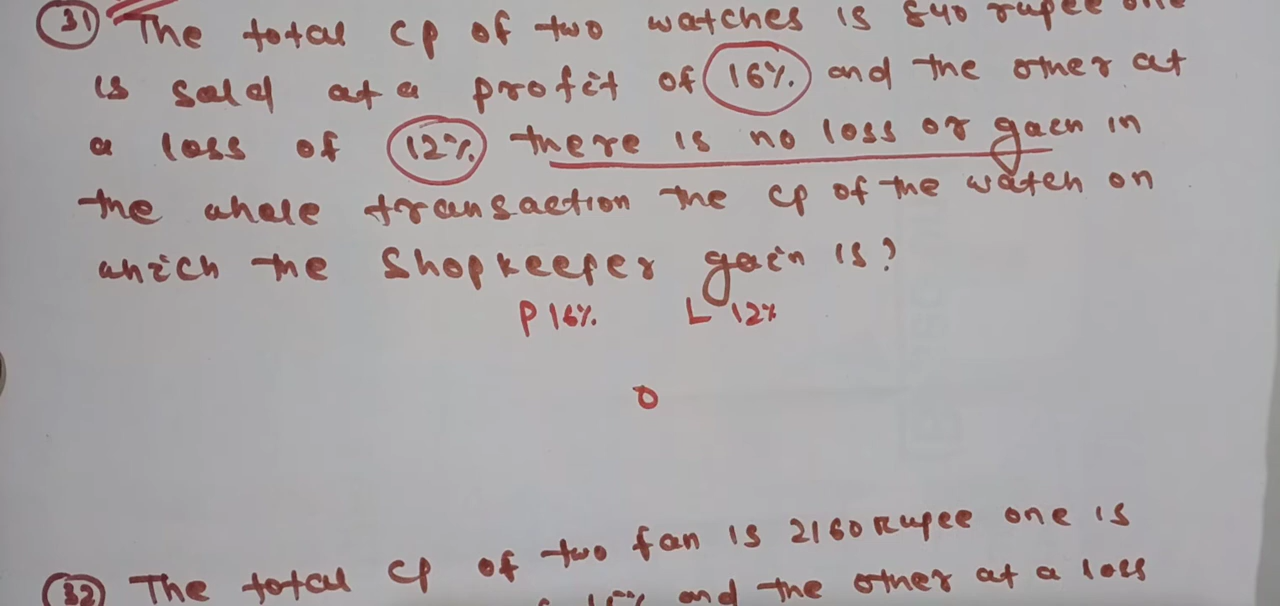 31 The total CP of two watches is 840 rupee one
is sald at a profit of 16% and the other at
a loss of 12% there is no loss or gaen in
the whole transaction the CP of the watch on
which the Shopkeeper gain is?
P 16% L 12%
0
32 The total CP of two fan is 2160 Rupee one is
and the other at a loss